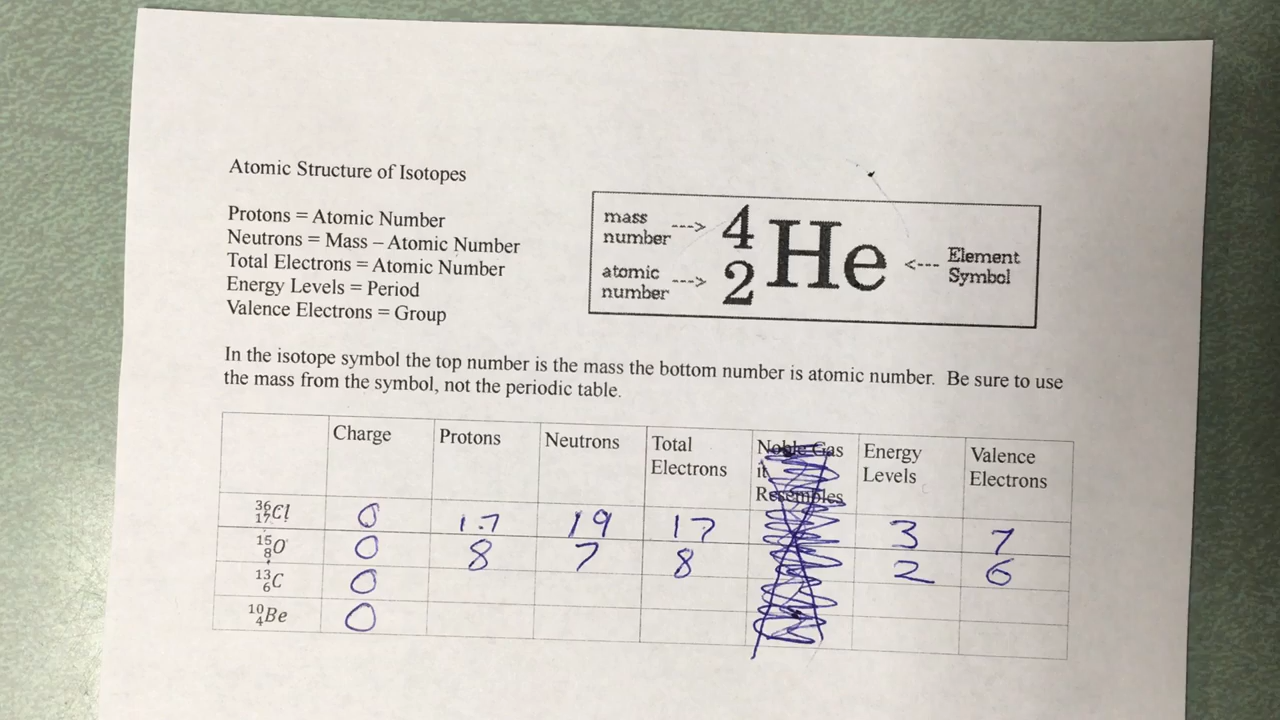 Atomic Structure of Isotopes
Protons = Atomic Number
Neutrons = Mass – Atomic Number
Total Electrons = Atomic Number
Energy Levels = Period
Valence Electrons = Group
mass
number --->
4
He
<--- Element
Symbol
atomic
number --->
2
In the isotope symbol the top number is the mass the bottom number is atomic number. Be sure to use
the mass from the symbol, not the periodic table.
Charge Protons Neutrons Total Electrons Noble Gas it Resembles Energy Levels Valence Electrons
36 17 Cl 0 17 19 17 3 7
15 8 O 0 8 7 8 2 6
13 6 C 0
10 4 Be 0